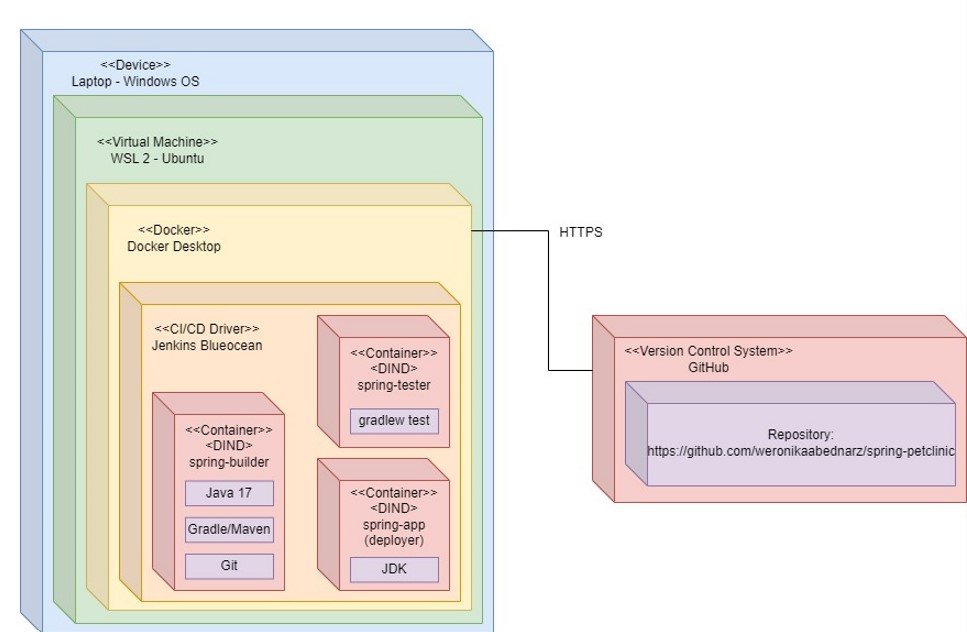 <<Device>>
Laptop - Windows OS
<<Virtual Machine>>
WSL 2 - Ubuntu
<<Docker>>
Docker Desktop
HTTPS
<<CI/CD Driver>>
Jenkins Blueocean
<<Container>>
<DIND>
spring-tester
gradlew test
<<Container>>
<DIND>
spring-builder
Java 17
Gradle/Maven
Git
<<Container>>
<DIND>
spring-app
(deployer)
JDK
<<Version Control System>>
GitHub
Repository:
https://github.com/weronikaabednarz/spring-petclinic